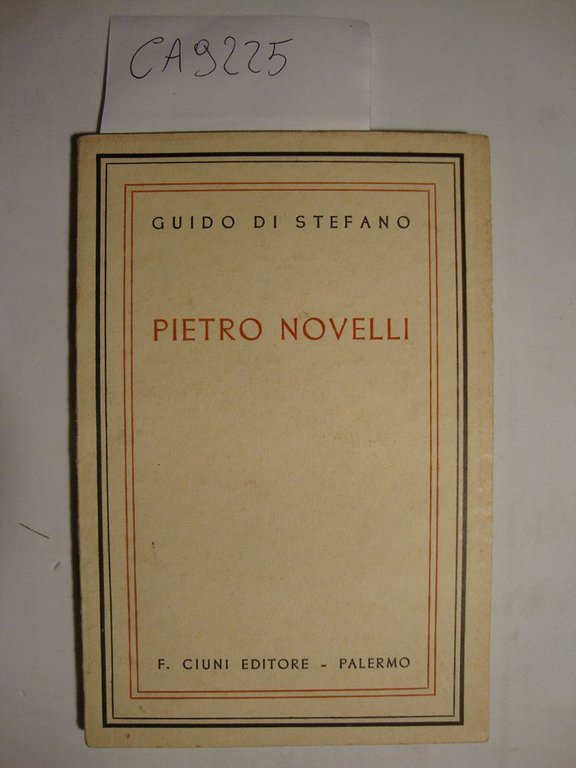 CA9225
GUIDO DI STEFANO
PIETRO NOVELLI
F. CIUNI EDITORE - PALERMO